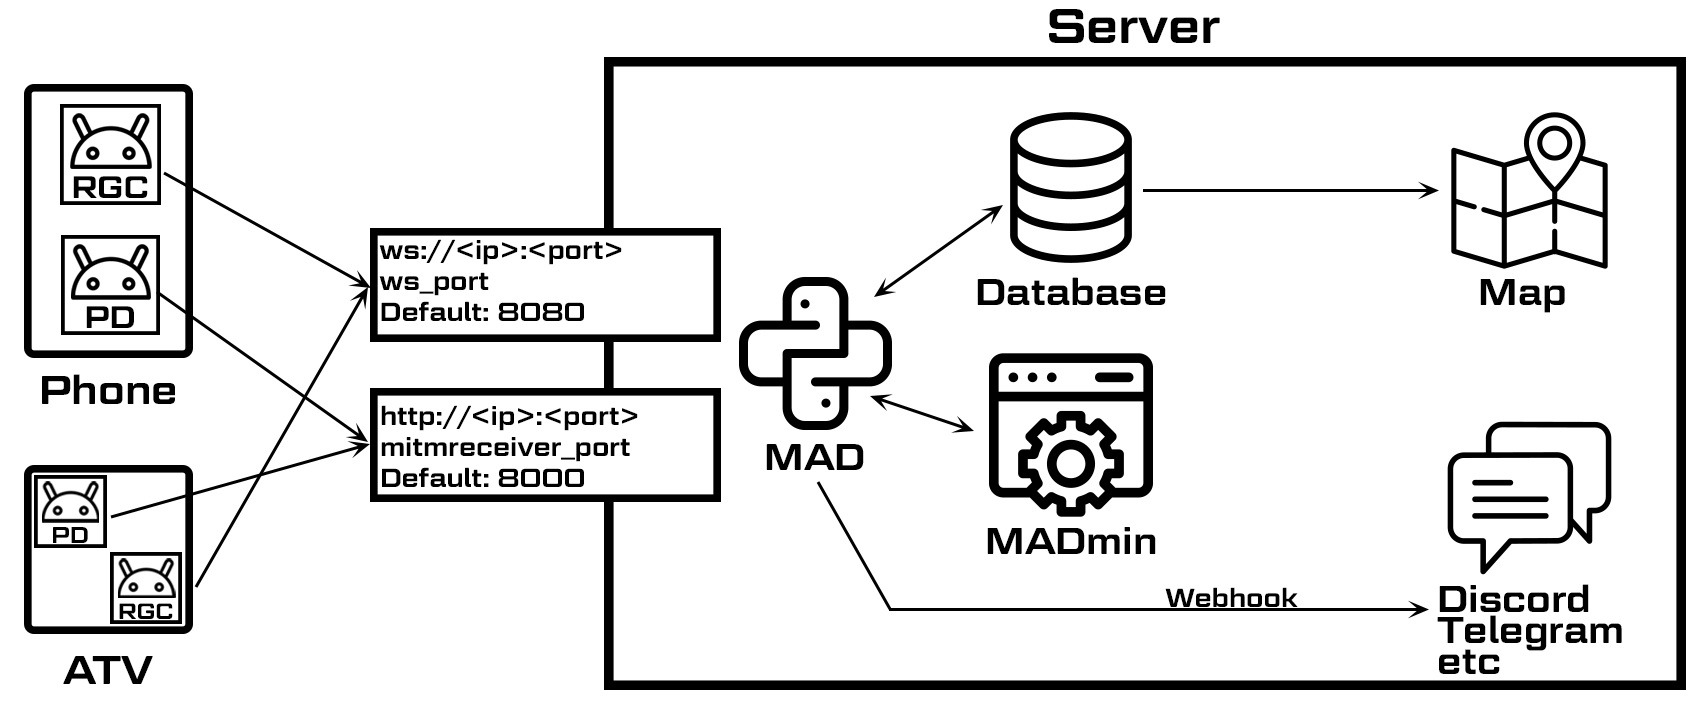 Server
RGC
PD
Phone
PD
RGC
ATV
ws://<ip>:<port>
ws_port
Default: 8080
http://<ip>:<port>
mitmreceiver_port
Default: 8000
MAD
Database
Map
MADmin
Webhook
Discord
Telegram
etc